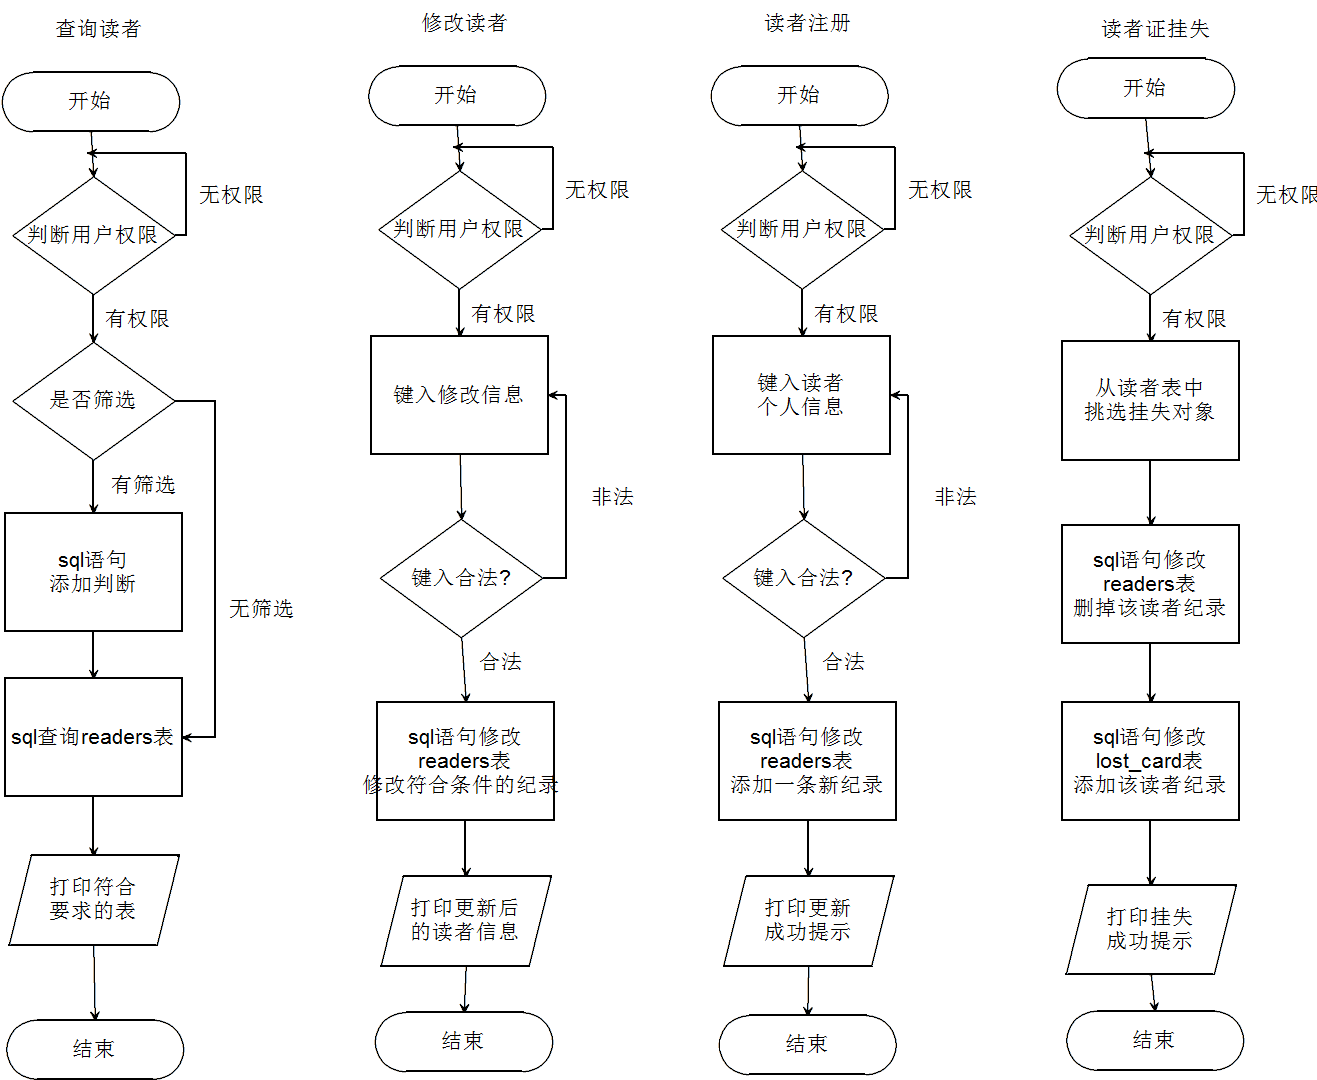 查询读者
开始
无权限
判断用户权限
有权限
是否筛选
有筛选
sql语句
添加判断
无筛选
sql查询readers表
打印符合
要求的表
结束
修改读者
开始
无权限
判断用户权限
有权限
键入修改信息
非法
键入合法?
合法
sql语句修改
readers表
修改符合条件的纪录
打印更新后
的读者信息
结束
读者注册
开始
无权限
判断用户权限
有权限
键入读者
个人信息
非法
键入合法?
合法
sql语句修改
readers表
添加一条新纪录
打印更新
成功提示
结束
读者证挂失
开始
无权限
判断用户权限
有权限
从读者表中
挑选挂失对象
sql语句修改
readers表
删掉该读者纪录
sql语句修改
lost_card表
添加该读者纪录
打印挂失
成功提示
结束